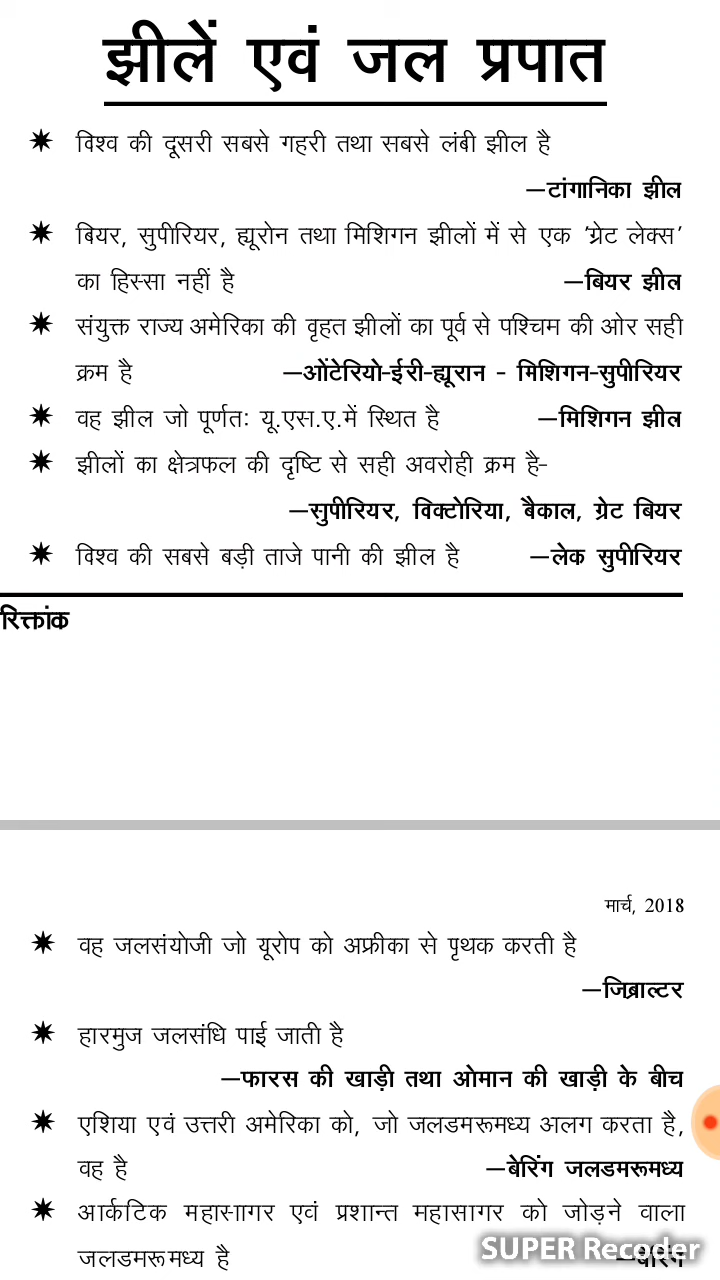 झीलें एवं जल प्रपात
✷ विश्व की दूसरी सबसे गहरी तथा सबसे लंबी झील है
–टांगानिका झील
✷ बियर, सुपीरियर, ह्यूरोन तथा मिशिगन झीलों में से एक ‘ग्रेट लेक्स’
का हिस्सा नहीं है –बियर झील
✷ संयुक्त राज्य अमेरिका की वृहत झीलों का पूर्व से पश्चिम की ओर सही
क्रम है –ओंटेरियो-ईरी-ह्यूरान - मिशिगन-सुपीरियर
✷ वह झील जो पूर्णतः यू.एस.ए.में स्थित है –मिशिगन झील
✷ झीलों का क्षेत्रफल की दृष्टि से सही अवरोही क्रम है-
–सुपीरियर, विक्टोरिया, बैकाल, ग्रेट बियर
✷ विश्व की सबसे बड़ी ताजे पानी की झील है –लेक सुपीरियर
रिक्तांक
मार्च, 2018
✷ वह जलसंयोजी जो यूरोप को अफ्रीका से पृथक करती है
–जिब्राल्टर
✷ हारमुज जलसंधि पाई जाती है
–फारस की खाड़ी तथा ओमान की खाड़ी के बीच
✷ एशिया एवं उत्तरी अमेरिका को, जो जलडमरूमध्य अलग करता है,
वह है –बेरिंग जलडमरूमध्य
✷ आर्कटिक महासागर एवं प्रशान्त महासागर को जोड़ने वाला
जलडमरूमध्य है –बेरिंग
SUPER Recorder